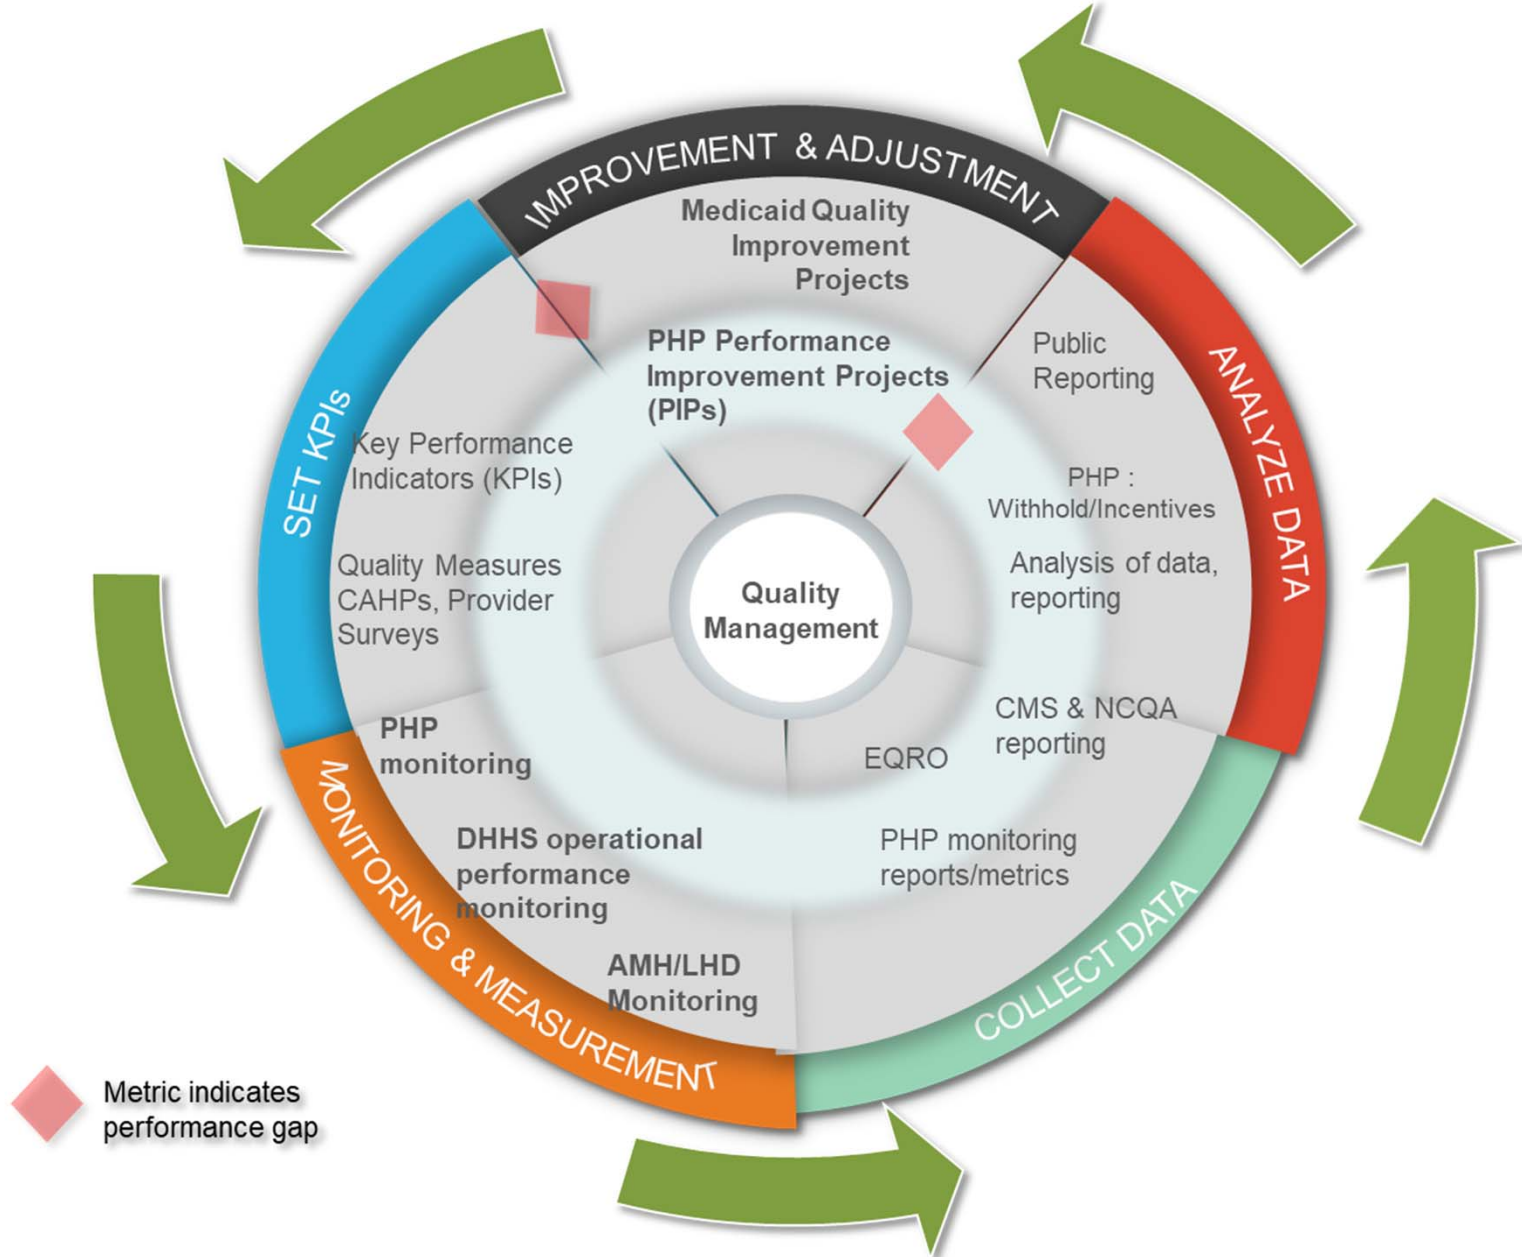 IMPROVEMENT & ADJUSTMENT
Medicaid Quality
Improvement
Projects
PHP Performance
Improvement Projects
(PIPs)
ANALYZE DATA
Public
Reporting
PHP :
Withhold/Incentives
Analysis of data,
reporting
CMS & NCQA
reporting
SET KPIs
Key Performance
Indicators (KPIs)
Quality Measures
CAHPs, Provider
Surveys
Quality
Management
MONITORING & MEASUREMENT
PHP
monitoring
DHHS operational
performance
monitoring
AMH/LHD
Monitoring
COLLECT DATA
EQRO
PHP monitoring
reports/metrics
Metric indicates
performance gap